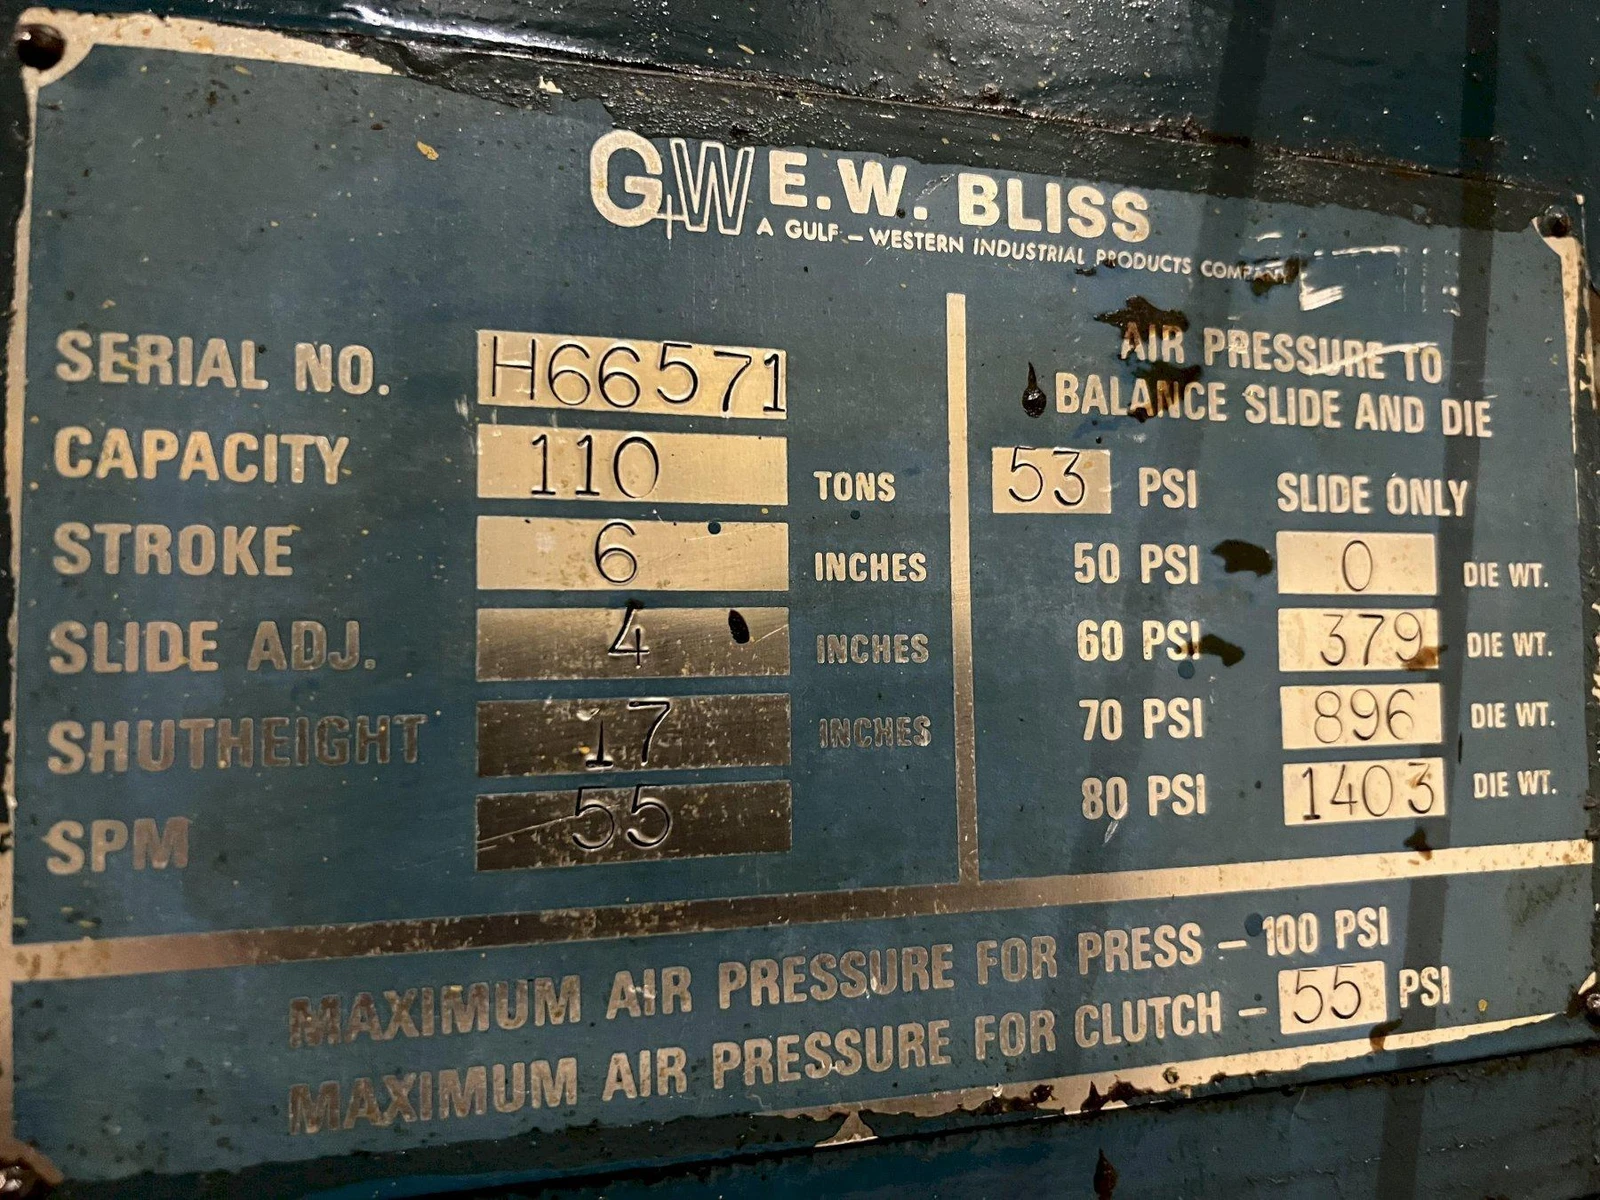 G+W E.W. BLISS
A GULF – WESTERN INDUSTRIAL PRODUCTS COMPANY
SERIAL NO. H66571
CAPACITY 110 TONS
STROKE 6 INCHES
SLIDE ADJ. 4 INCHES
SHUTHEIGHT 17 INCHES
SPM 55
AIR PRESSURE TO
BALANCE SLIDE AND DIE
53 PSI SLIDE ONLY
50 PSI 0 DIE WT.
60 PSI 379 DIE WT.
70 PSI 896 DIE WT.
80 PSI 1403 DIE WT.
MAXIMUM AIR PRESSURE FOR PRESS – 100 PSI
MAXIMUM AIR PRESSURE FOR CLUTCH – 55 PSI